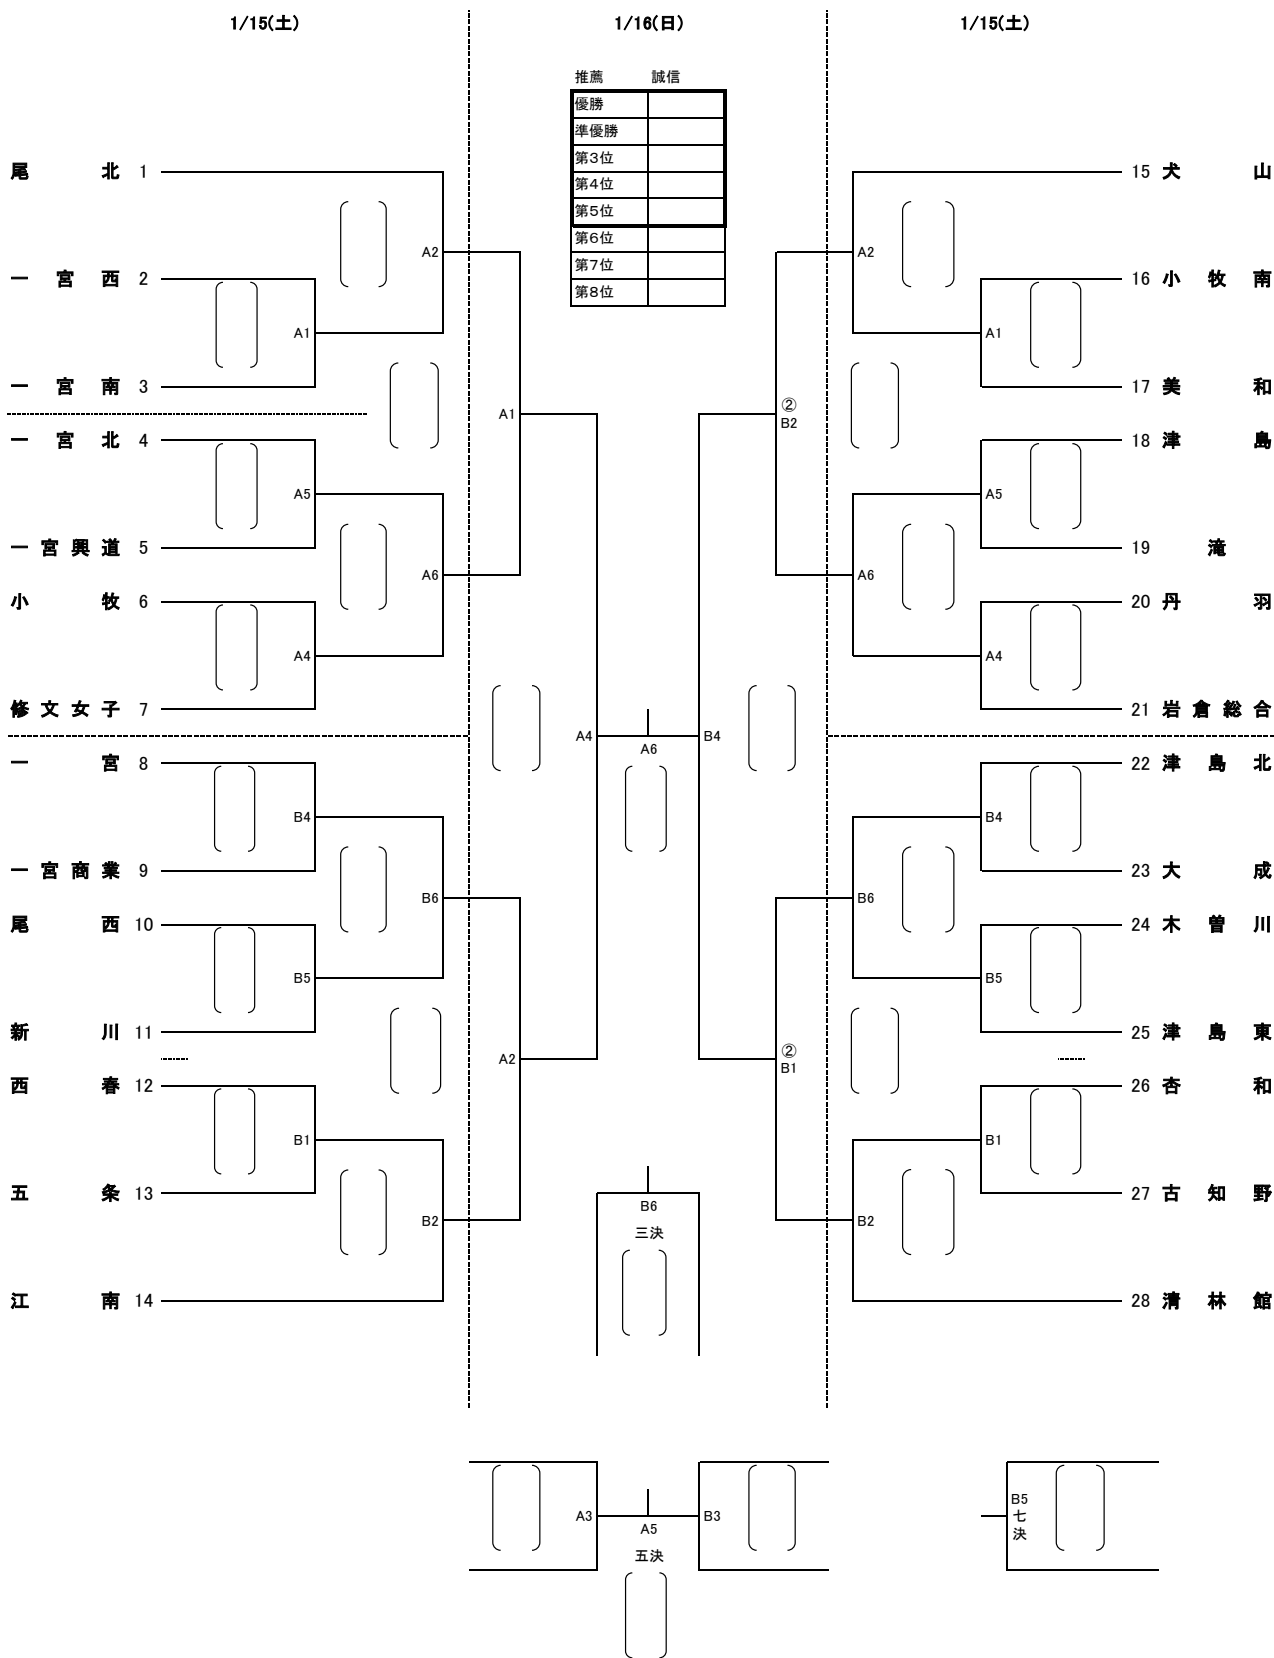 1/15(土) 1/16(日) 1/15(土)
推薦 誠信
優勝
準優勝
第3位
第4位
第5位
第6位
第7位
第8位
尾北 1
一宮西 2
一宮南 3
一宮北 4
一宮興道 5
小牧 6
修文女子 7
一宮 8
一宮商業 9
尾西 10
新川 11
西春 12
五条 13
江南 14
A2
A1
A5
A6
A4
B4
B6
B5
B1
B2
A1
A2
A4
A6
B4
②
B2
②
B1
B6
三決
A2
A1
A5
A6
A4
B4
B6
B5
B1
B2
15 犬山
16 小牧南
17 美和
18 津島
19 滝
20 丹羽
21 岩倉総合
22 津島北
23 大成
24 木曽川
25 津島東
26 杏和
27 古知野
28 清林館
A3
A5
五決
B3
B5
七
決